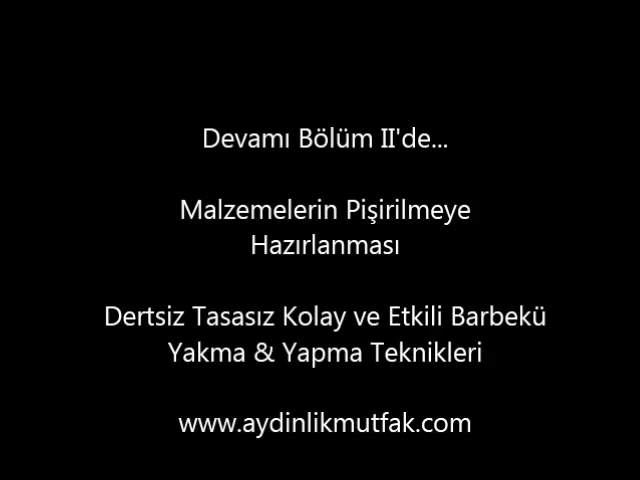 Devamı Bölüm II'de...
Malzemelerin Pişirilmeye
Hazırlanması
Dertsiz Tasasız Kolay ve Etkili Barbekü
Yakma & Yapma Teknikleri
www.aydinlikmutfak.com